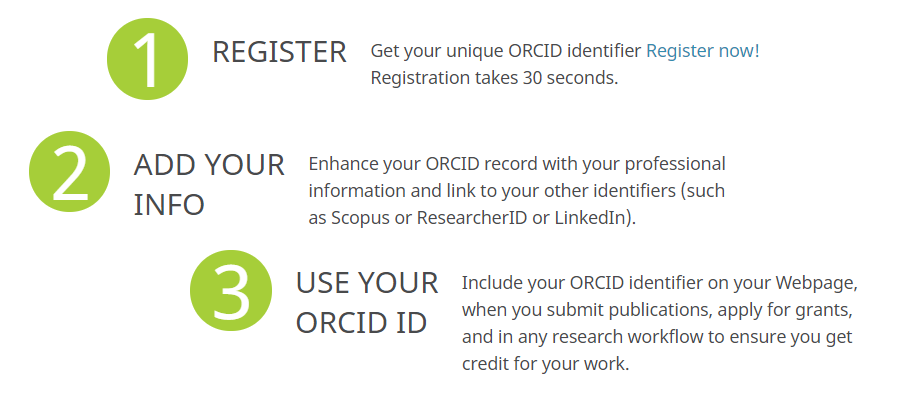 1 REGISTER Get your unique ORCID identifier Register now!
Registration takes 30 seconds.
2 ADD YOUR
INFO
Enhance your ORCID record with your professional
information and link to your other identifiers (such
as Scopus or ResearcherID or LinkedIn).
3 USE YOUR
ORCID ID
Include your ORCID identifier on your Webpage,
when you submit publications, apply for grants,
and in any research workflow to ensure you get
credit for your work.